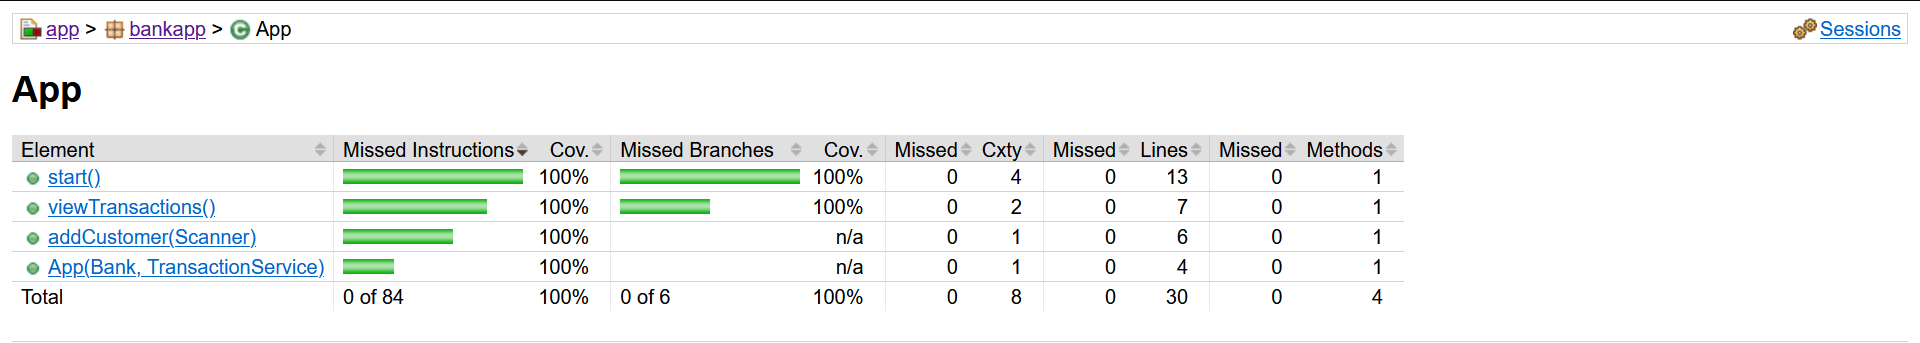 app > bankapp > App Sessions
App
Element Missed Instructions Cov. Missed Branches Cov. Missed Cxty Missed Lines Missed Methods
start() 100% 100% 0 4 0 13 0 1
viewTransactions() 100% 100% 0 2 0 7 0 1
addCustomer(Scanner) 100% n/a 0 1 0 6 0 1
App(Bank, TransactionService) 100% n/a 0 1 0 4 0 1
Total 0 of 84 100% 0 of 6 100% 0 8 0 30 0 4